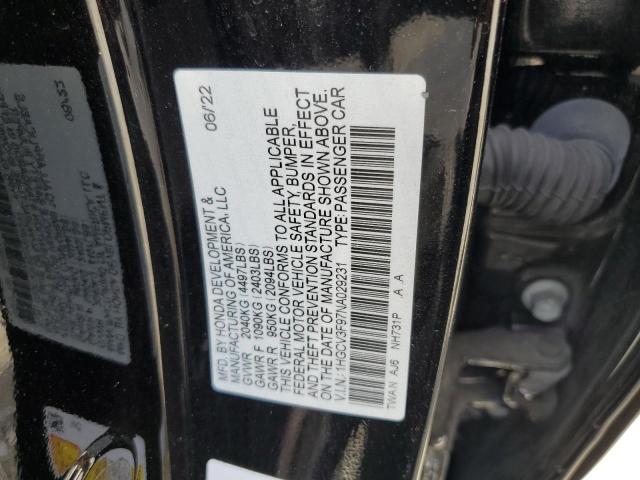 MFD. BY HONDA DEVELOPMENT & 06/22
MANUFACTURING OF AMERICA, LLC
GVWR 2040KG(4497LBS)
GAWR F 1090KG(2403LBS)
GAWR R 950KG(2094LBS)
THIS VEHICLE CONFORMS TO ALL APPLICABLE
FEDERAL MOTOR VEHICLE SAFETY, BUMPER,
AND THEFT PREVENTION STANDARDS IN EFFECT
ON THE DATE OF MANUFACTURE SHOWN ABOVE.
V.I.N.:1HGCV3F97NA029231 TYPE:PASSENGER CAR
TWAN AJ6 NH731P A A